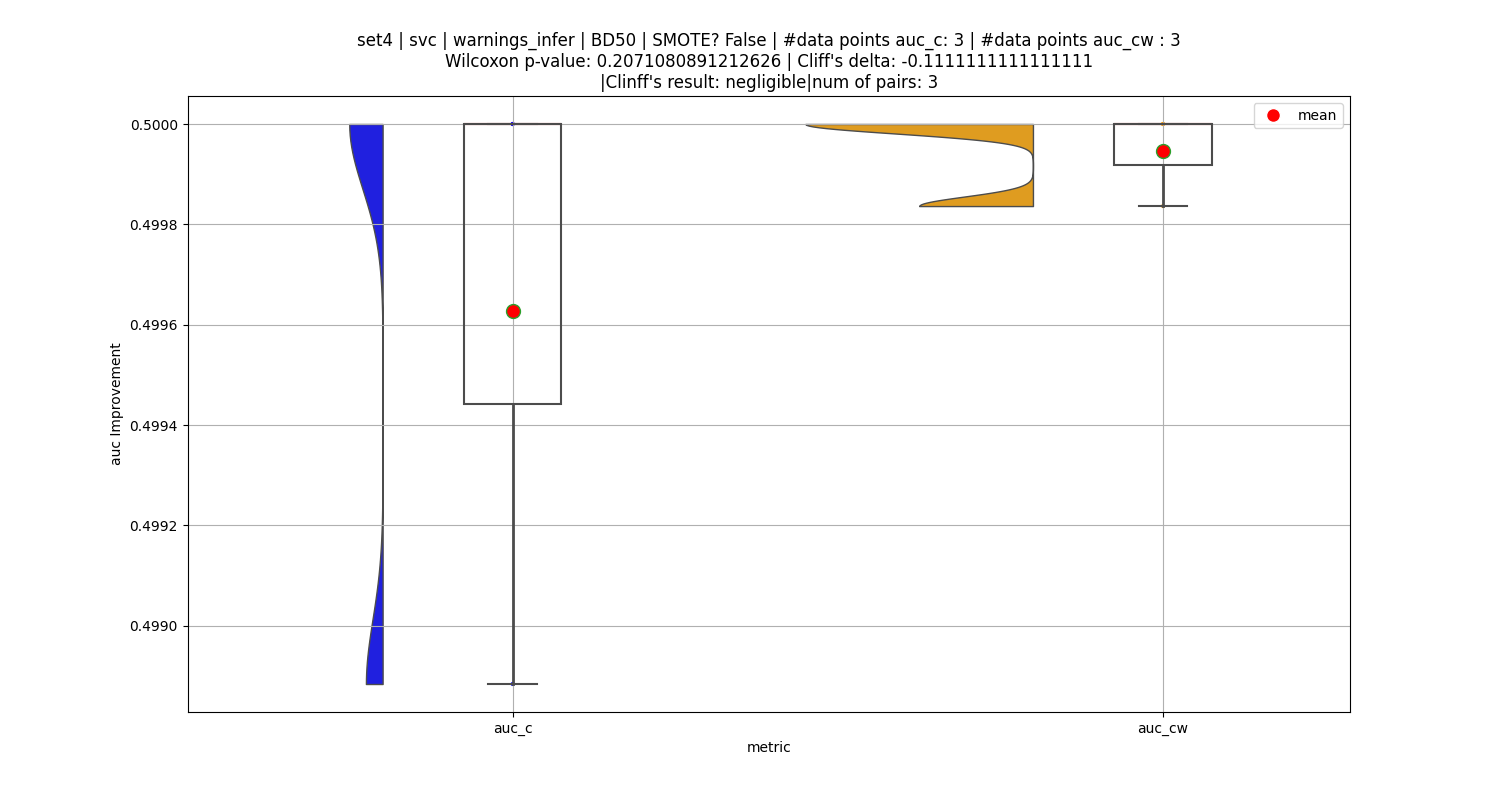 set4 | svc | warnings_infer | BD50 | SMOTE? False | #data points auc_c: 3 | #data points auc_cw : 3
Wilcoxon p-value: 0.2071080891212626 | Cliff's delta: -0.1111111111111111
|Clinff's result: negligible|num of pairs: 3
mean
0.5000
0.4998
0.4996
0.4994
0.4992
0.4990
auc Improvement
auc_c
auc_cw
metric